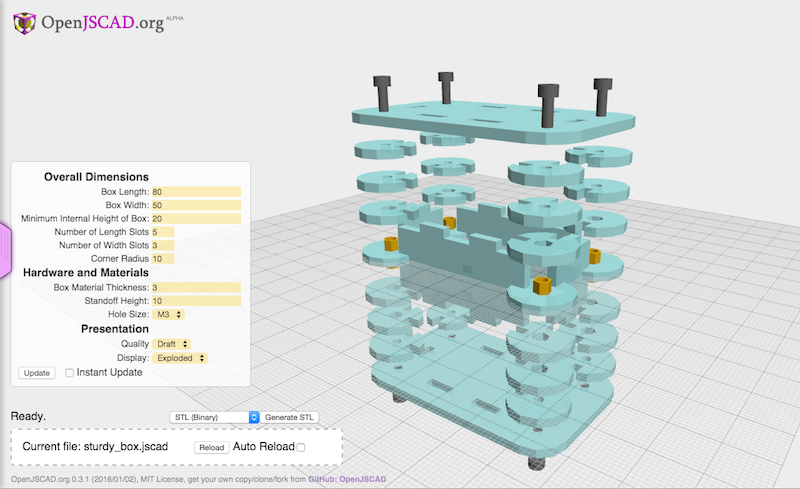 OpenJSCAD.org ALPHA
Overall Dimensions
Box Length: 80
Box Width: 50
Minimum Internal Height of Box: 20
Number of Length Slots 5
Number of Width Slots 3
Corner Radius 10
Hardware and Materials
Box Material Thickness: 3
Standoff Height: 10
Hole Size: M3
Presentation
Quality Draft
Display: Exploded
Update Instant Update
Ready. STL (Binary) Generate STL
Current file: sturdy_box.jscad Reload Auto Reload
OpenJSCAD.org 0.3.1 (2016/01/02), MIT License, get your own copy/clone/fork from GitHub: OpenJSCAD